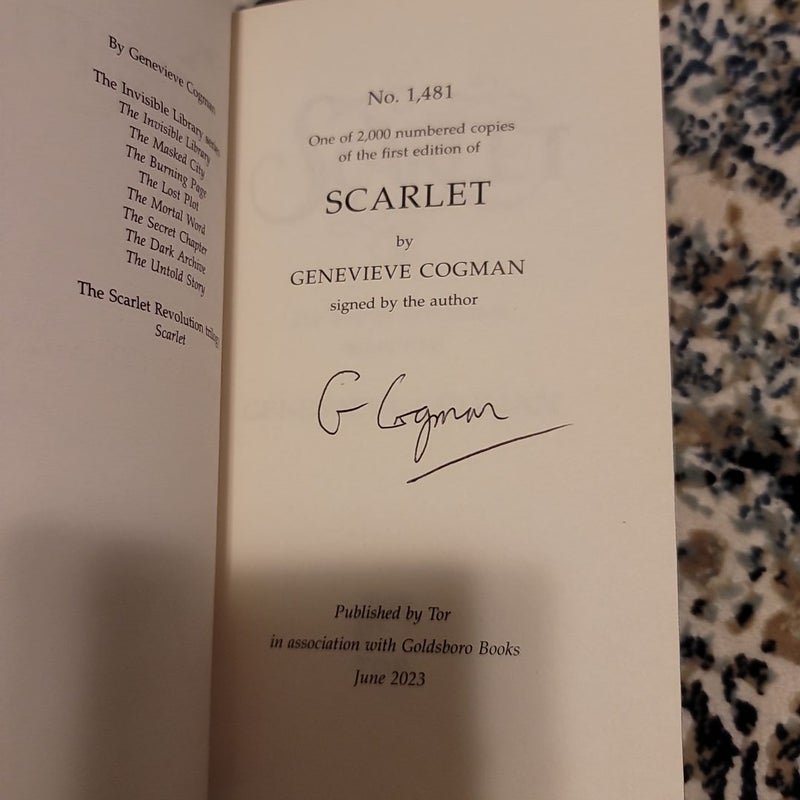 By Genevieve Cogman
The Invisible Library series
The Invisible Library
The Masked City
The Burning Page
The Lost Plot
The Mortal Word
The Secret Chapter
The Dark Archive
The Untold Story
The Scarlet Revolution trilogy
Scarlet
No. 1,481
One of 2,000 numbered copies
of the first edition of
SCARLET
by
GENEVIEVE COGMAN
signed by the author
G Cogman
Published by Tor
in association with Goldsboro Books
June 2023